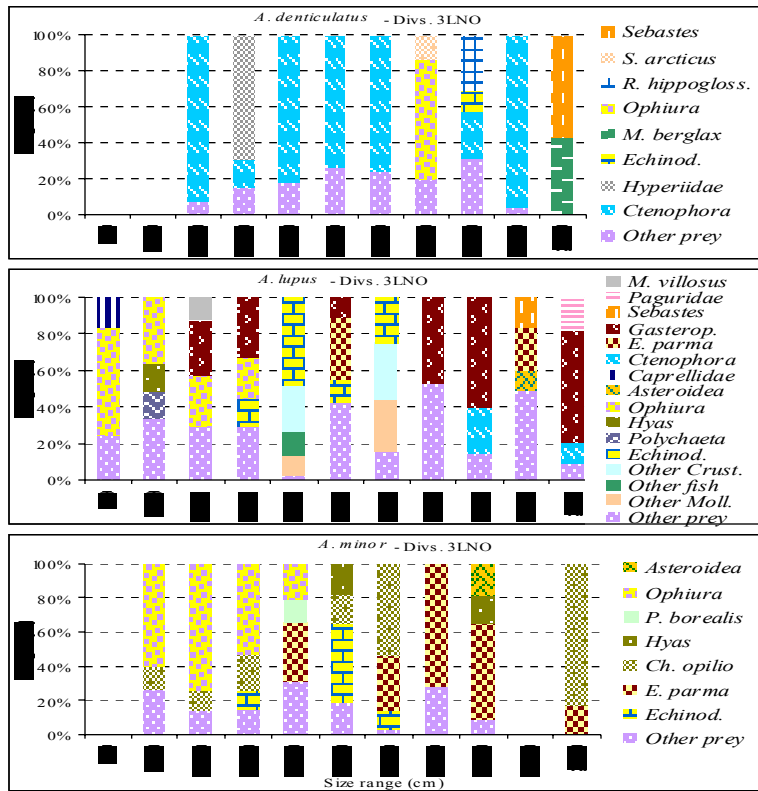 A. denticulatus - Divs. 3LNO
100%
80%
60%
40%
20%
0%
Sebastes
S. arcticus
R. hippogloss.
Ophiura
M. berglax
Echinod.
Hyperiidae
Ctenophora
Other prey
A. lupus - Divs. 3LNO
100%
80%
60%
40%
20%
0%
M. villosus
Paguridae
Sebastes
Gasterop.
E. parma
Ctenophora
Caprellidae
Asteroidea
Ophiura
Hyas
Polychaeta
Echinod.
Other Crust.
Other fish
Other Moll.
Other prey
A. minor - Divs. 3LNO
100%
80%
60%
40%
20%
0%
Asteroidea
Ophiura
P. borealis
Hyas
Ch. opilio
E. parma
Echinod.
Other prey
Size range (cm)